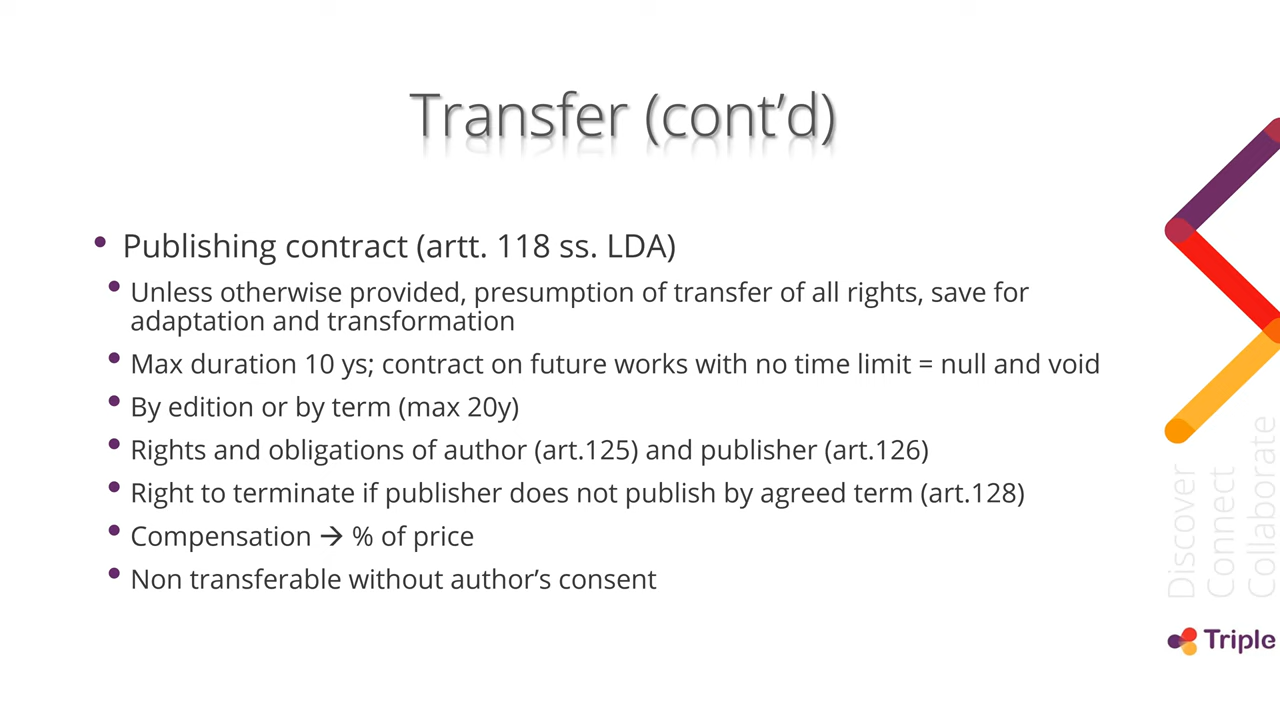 Transfer (cont’d)
• Publishing contract (artt. 118 ss. LDA)
• Unless otherwise provided, presumption of transfer of all rights, save for
adaptation and transformation
• Max duration 10 ys; contract on future works with no time limit = null and void
• By edition or by term (max 20y)
• Rights and obligations of author (art.125) and publisher (art.126)
• Right to terminate if publisher does not publish by agreed term (art.128)
• Compensation → % of price
• Non transferable without author’s consent
Discover
Connect
Collaborate
Triple